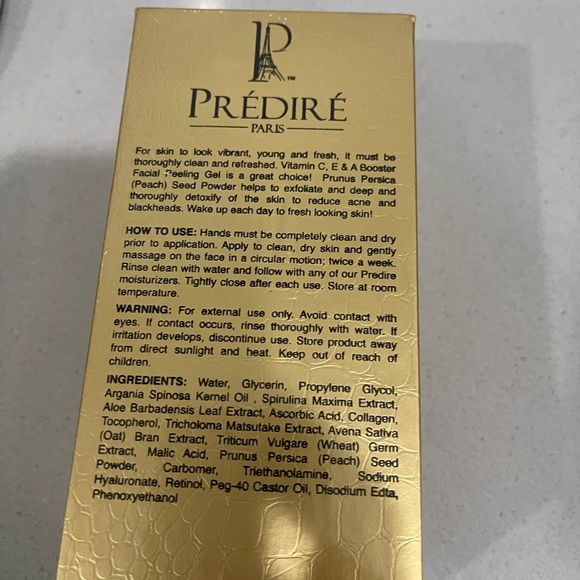 P
™
PRÉDIRÉ
PARIS
For skin to look vibrant, young and fresh, it must be
thoroughly clean and refreshed. Vitamin C, E & A Booster
Facial Peeling Gel is a great choice! Prunus Persica
(Peach) Seed Powder helps to exfoliate and deep and
thoroughly detoxify of the skin to reduce acne and
blackheads. Wake up each day to fresh looking skin!
HOW TO USE: Hands must be completely clean and dry
prior to application. Apply to clean, dry skin and gently
massage on the face in a circular motion; twice a week.
Rinse clean with water and follow with any of our Predire
moisturizers. Tightly close after each use. Store at room
temperature.
WARNING: For external use only. Avoid contact with
eyes. If contact occurs, rinse thoroughly with water. If
irritation develops, discontinue use. Store product away
from direct sunlight and heat. Keep out of reach of
children.
INGREDIENTS: Water, Glycerin, Propylene Glycol,
Argania Spinosa Kernel Oil , Spirulina Maxima Extract,
Aloe Barbadensis Leaf Extract, Ascorbic Acid, Collagen,
Tocopherol, Tricholoma Matsutake Extract, Avena Sativa
(Oat) Bran Extract, Triticum Vulgare (Wheat) Germ
Extract, Malic Acid, Prunus Persica (Peach) Seed
Powder, Carbomer, Triethanolamine, Sodium
Hyaluronate, Retinol, Peg-40 Castor Oil, Disodium Edta,
Phenoxyethanol